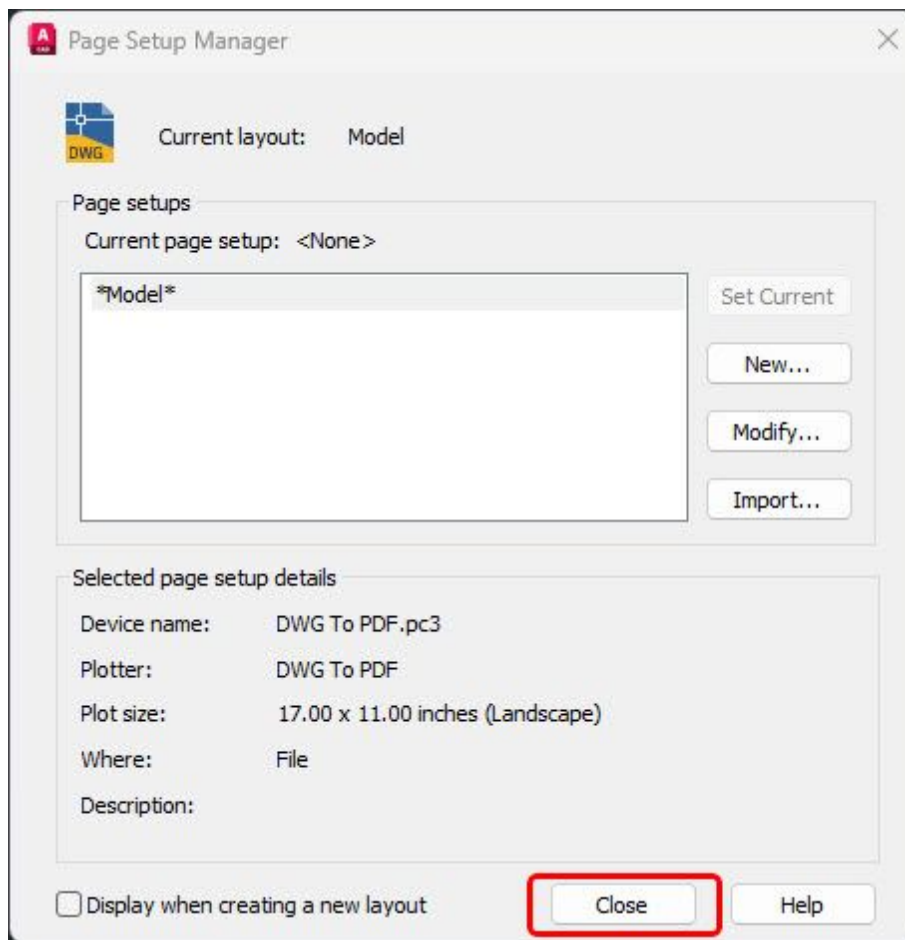 A
CAD
Page Setup Manager
DWG
Current layout: Model
Page setups
Current page setup: <None>
*Model*
Set Current
New...
Modify...
Import...
Selected page setup details
Device name: DWG To PDF.pc3
Plotter: DWG To PDF
Plot size: 17.00 x 11.00 inches (Landscape)
Where: File
Description:
Display when creating a new layout
Close
Help